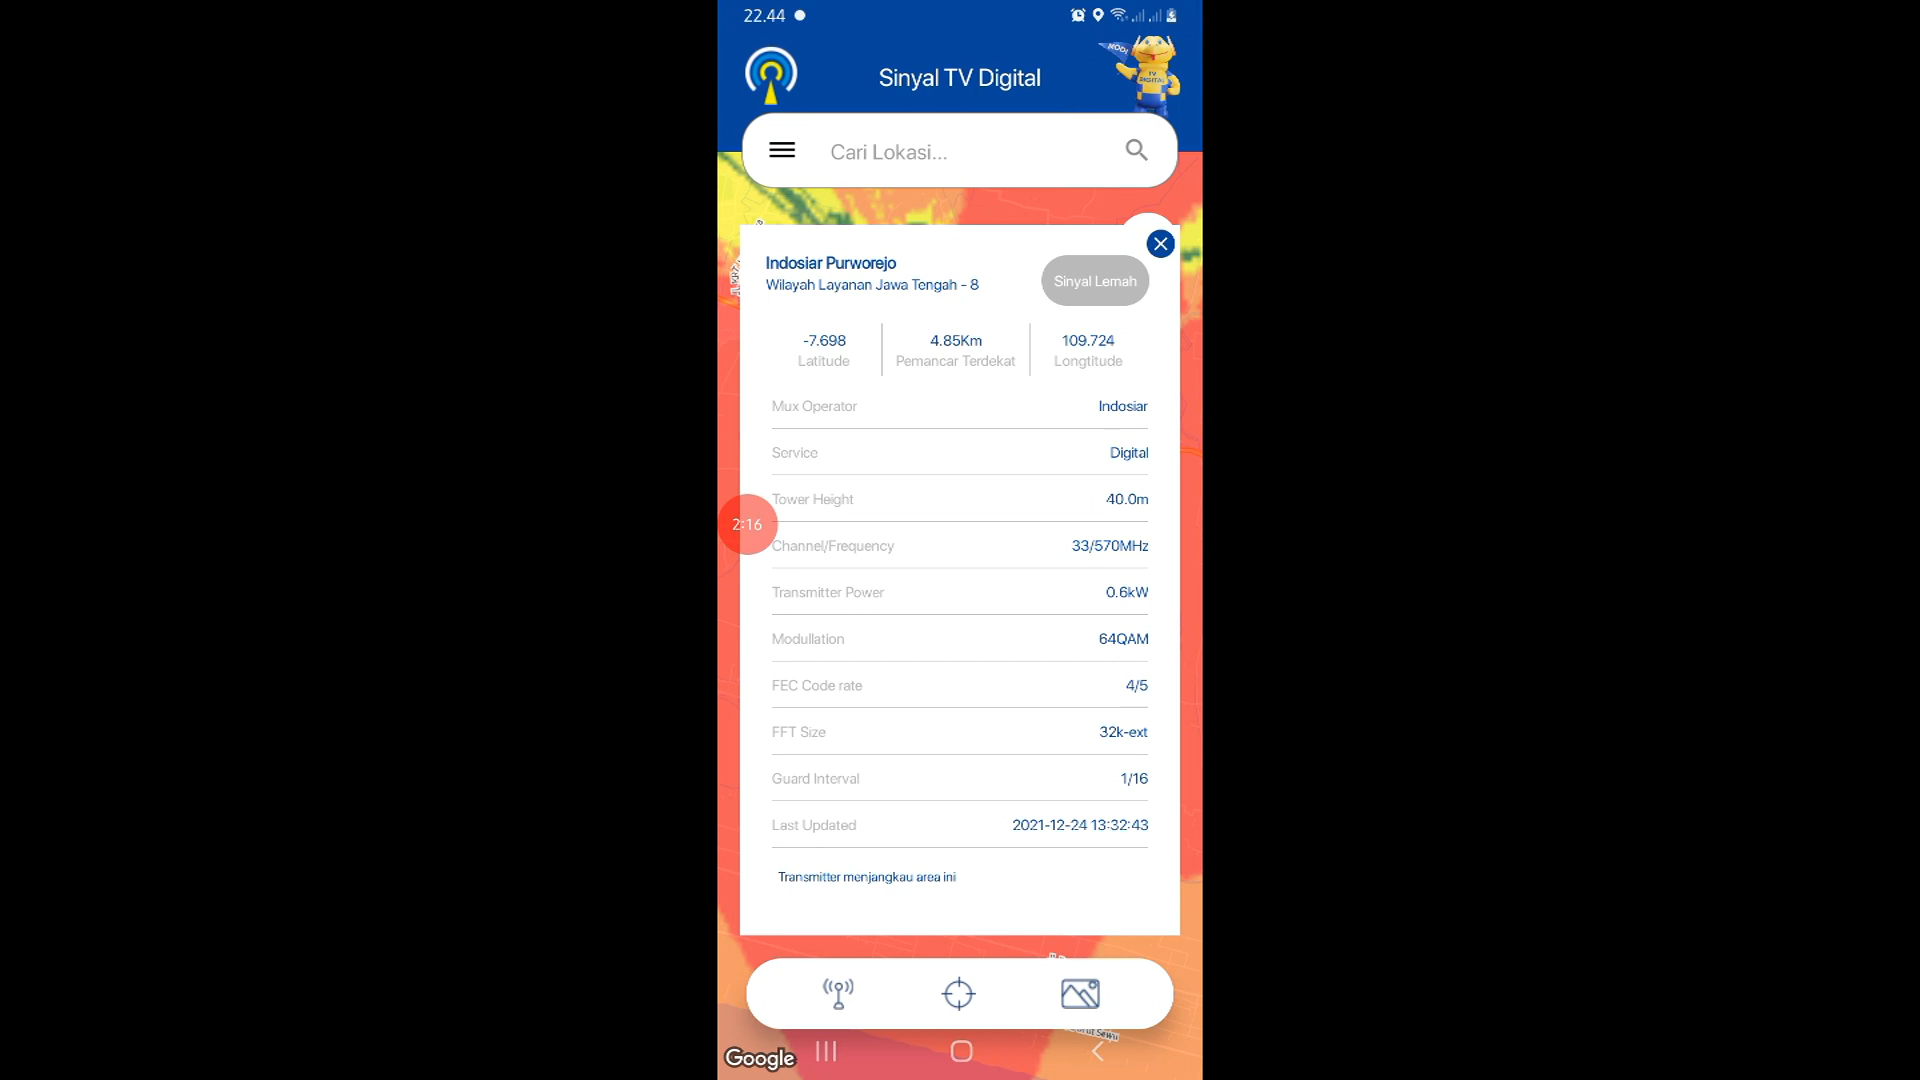 22.44
MODI
TV
DIGITAL
Sinyal TV Digital
Cari Lokasi...
Indosiar Purworejo
Wilayah Layanan Jawa Tengah - 8
Sinyal Lemah
-7.698
Latitude
4.85Km
Pemancar Terdekat
109.724
Longtitude
Mux Operator Indosiar
Service Digital
Tower Height 40.0m
2:16
Channel/Frequency 33/570MHz
Transmitter Power 0.6kW
Modullation 64QAM
FEC Code rate 4/5
FFT Size 32k-ext
Guard Interval 1/16
Last Updated 2021-12-24 13:32:43
Transmitter menjangkau area ini
Google